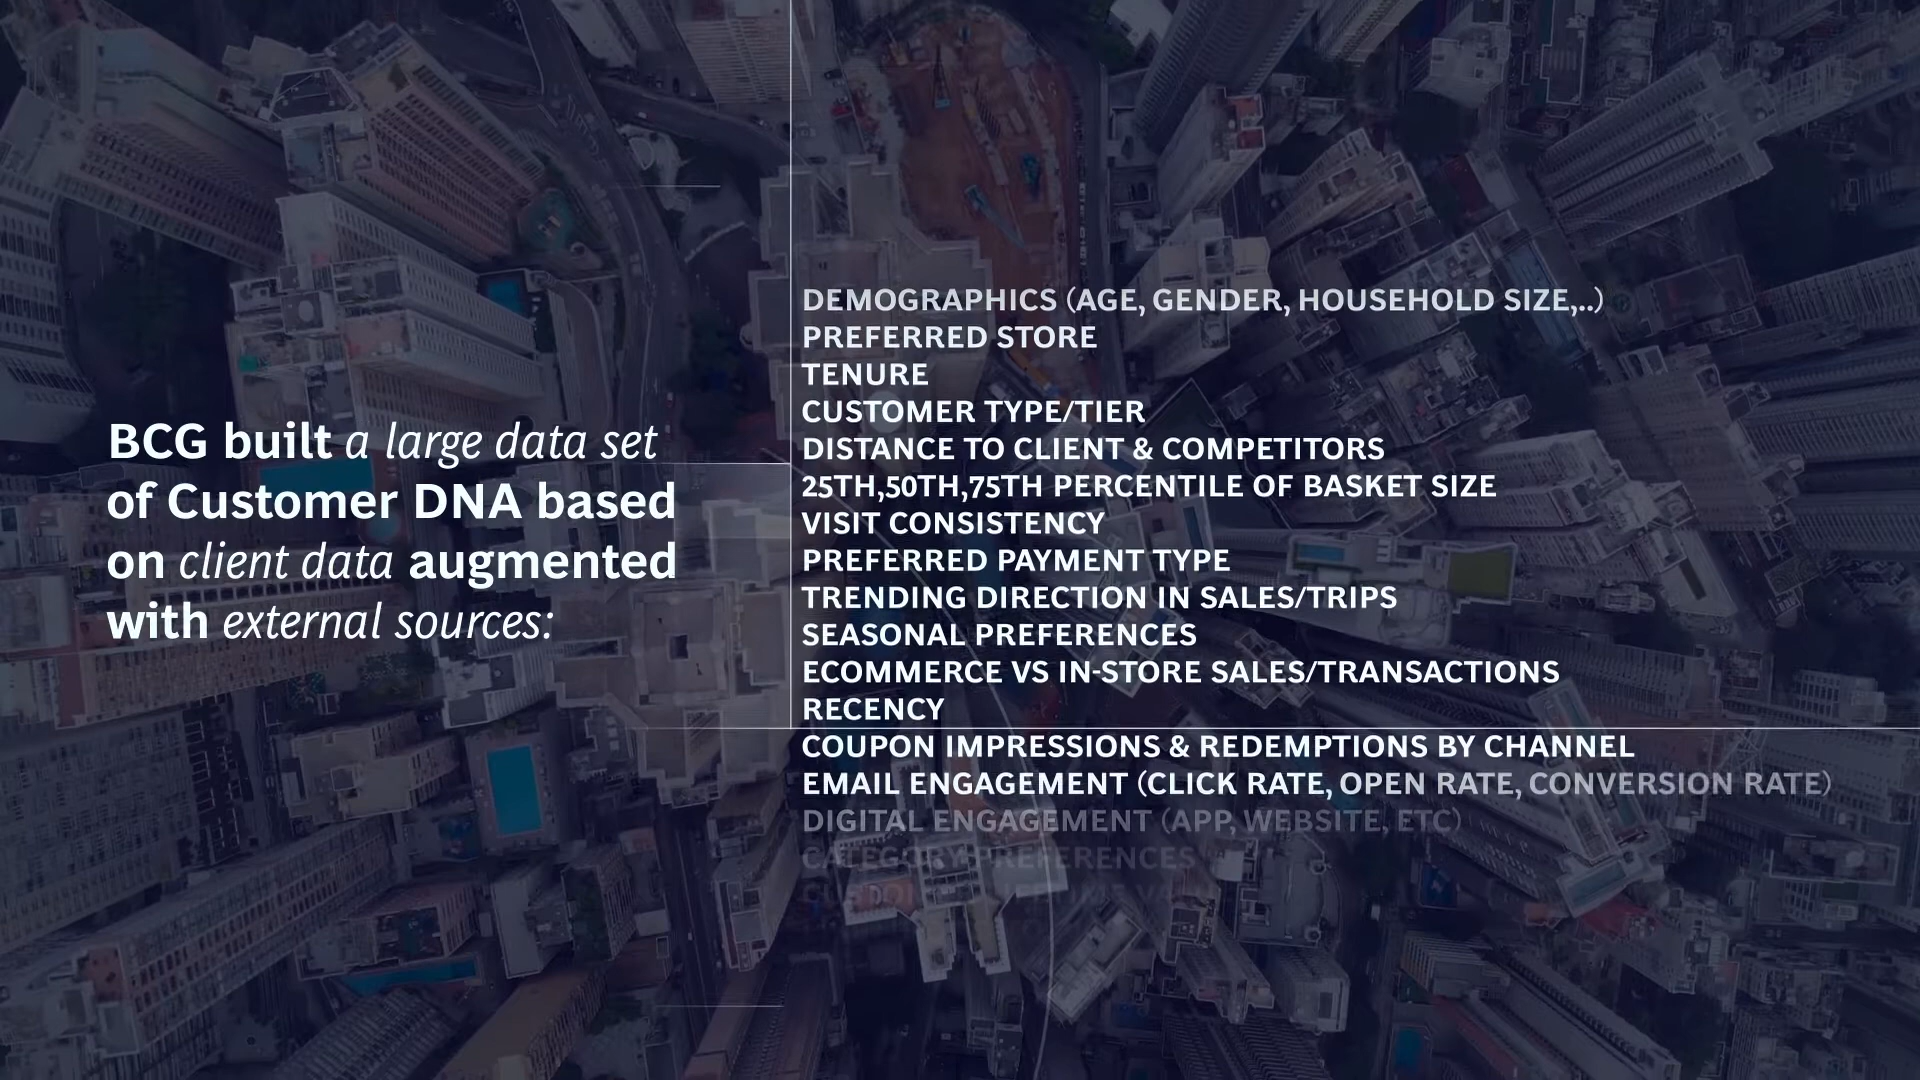 BCG built a large data set
of Customer DNA based
on client data augmented
with external sources:
DEMOGRAPHICS (AGE, GENDER, HOUSEHOLD SIZE,..)
PREFERRED STORE
TENURE
CUSTOMER TYPE/TIER
DISTANCE TO CLIENT & COMPETITORS
25TH,50TH,75TH PERCENTILE OF BASKET SIZE
VISIT CONSISTENCY
PREFERRED PAYMENT TYPE
TRENDING DIRECTION IN SALES/TRIPS
SEASONAL PREFERENCES
ECOMMERCE VS IN-STORE SALES/TRANSACTIONS
RECENCY
COUPON IMPRESSIONS & REDEMPTIONS BY CHANNEL
EMAIL ENGAGEMENT (CLICK RATE, OPEN RATE, CONVERSION RATE)
DIGITAL ENGAGEMENT (APP, WEBSITE, ETC)
CATEGORY PREFERENCES